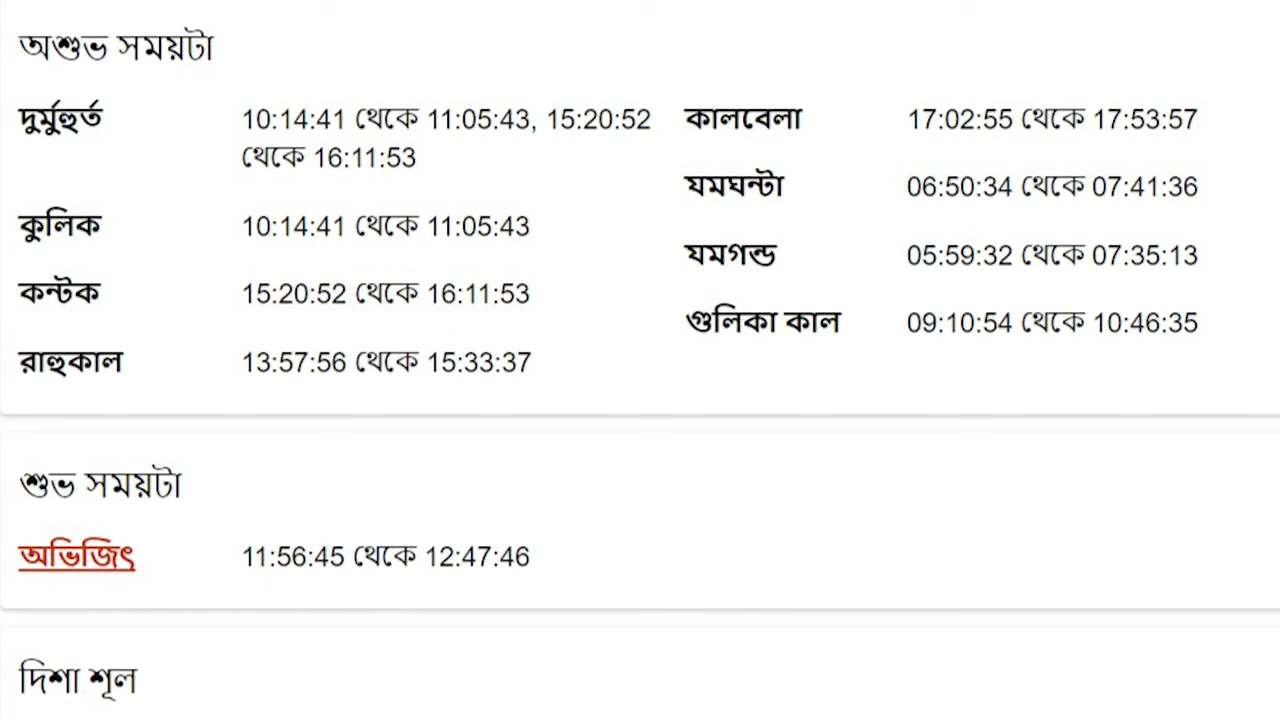 অশুভ সময়টা
দুর্মুহুর্ত 10:14:41 থেকে 11:05:43, 15:20:52
থেকে 16:11:53
কুলিক 10:14:41 থেকে 11:05:43
কন্টক 15:20:52 থেকে 16:11:53
রাহুকাল 13:57:56 থেকে 15:33:37
কালবেলা 17:02:55 থেকে 17:53:57
যমঘন্টা 06:50:34 থেকে 07:41:36
যমগন্ড 05:59:32 থেকে 07:35:13
গুলিকা কাল 09:10:54 থেকে 10:46:35
শুভ সময়টা
অভিজিৎ 11:56:45 থেকে 12:47:46
দিশা শূল